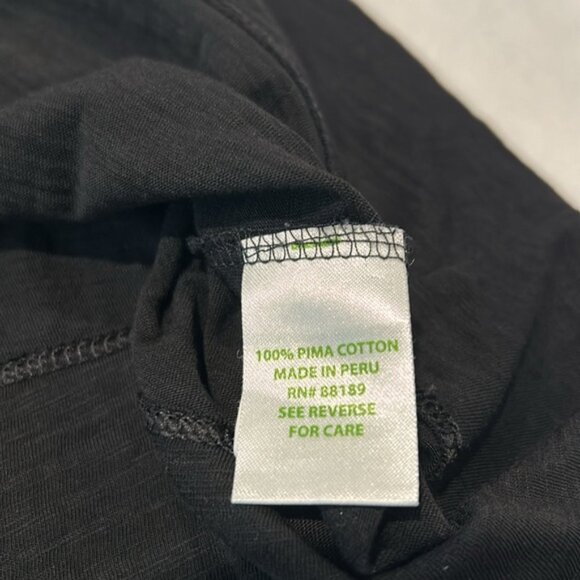 100% PIMA COTTON
MADE IN PERU
RN# 88189
SEE REVERSE
FOR CARE